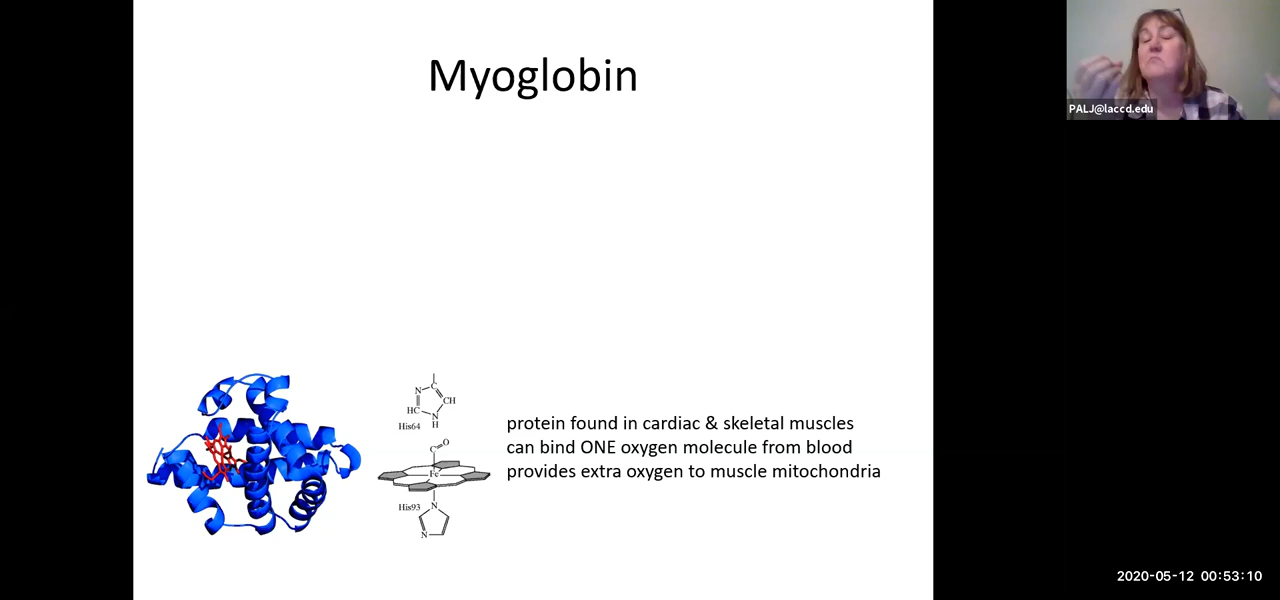 Myoglobin
PALJ@laccd.edu
N
C
CH
HC
N
H
His64
C
O
Fe
His93
N
N
protein found in cardiac & skeletal muscles
can bind ONE oxygen molecule from blood
provides extra oxygen to muscle mitochondria
2020-05-12 00:53:10